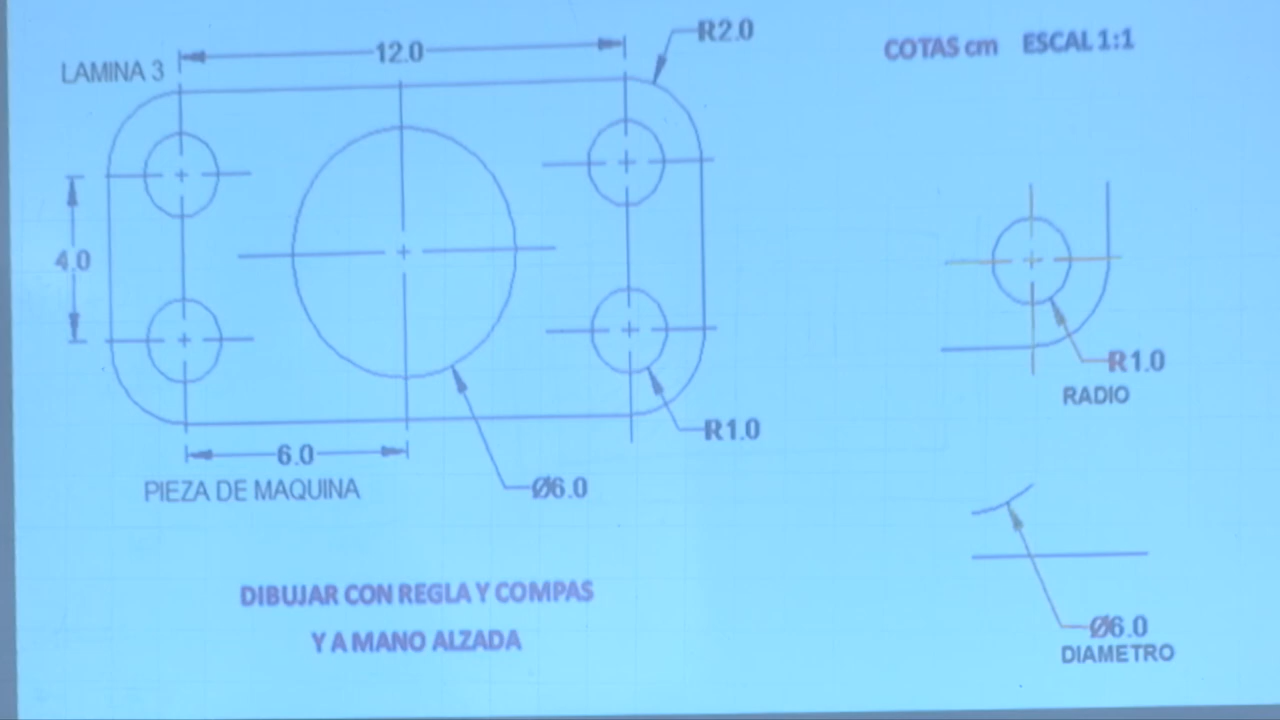 LAMINA 3
12.0
R2.0
COTAS cm ESCAL 1:1
4.0
R1.0
RADIO
R1.0
6.0
Ø6.0
PIEZA DE MAQUINA
DIBUJAR CON REGLA Y COMPAS
Y A MANO ALZADA
Ø6.0
DIAMETRO